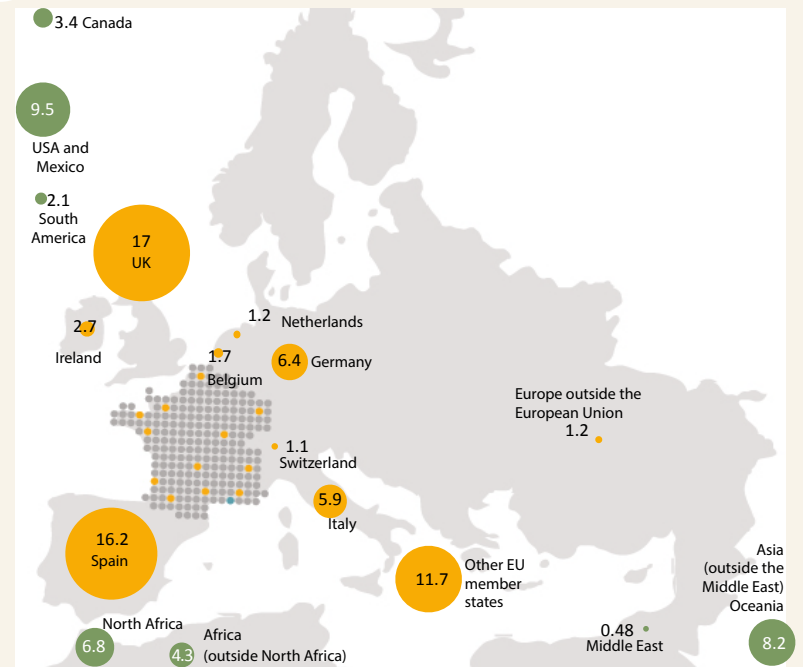 3.4 Canada
9.5
USA and
Mexico
2.1
South
America
17
UK
2.7
Ireland
1.2
Netherlands
1.7
Belgium
6.4 Germany
Europe outside the
European Union
1.2
1.1
Switzerland
5.9
Italy
16.2
Spain
11.7
Other EU
member
states
Asia
(outside the
Middle East)
Oceania
8.2
0.48
Middle East
North Africa
6.8
Africa
(outside North Africa)
4.3